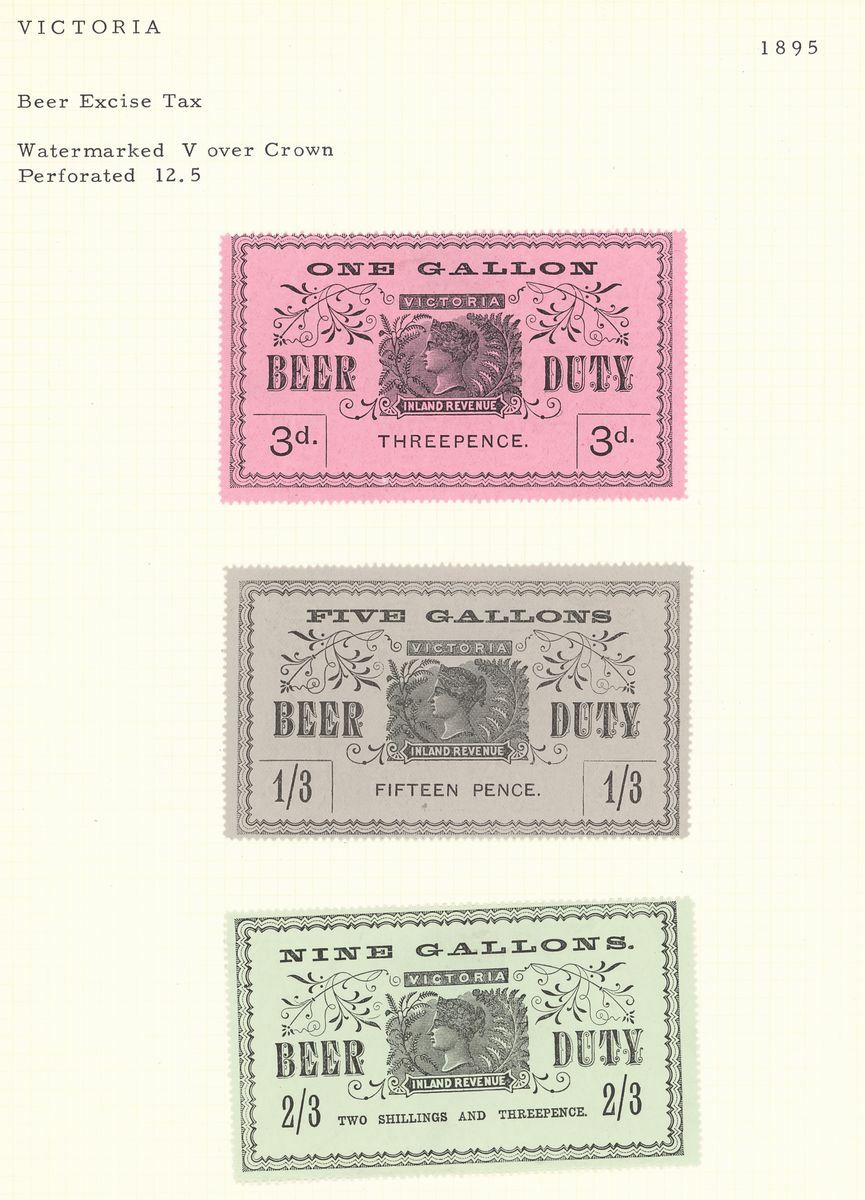 VICTORIA
1895
Beer Excise Tax
Watermarked V over Crown
Perforated 12.5
ONE GALLON
VICTORIA
BEER DUTY
INLAND REVENUE
3d. THREEPENCE. 3d.
FIVE GALLONS
VICTORIA
BEER DUTY
INLAND REVENUE
1/3 FIFTEEN PENCE. 1/3
NINE GALLONS.
VICTORIA
BEER DUTY
INLAND REVENUE
2/3 TWO SHILLINGS AND THREEPENCE. 2/3